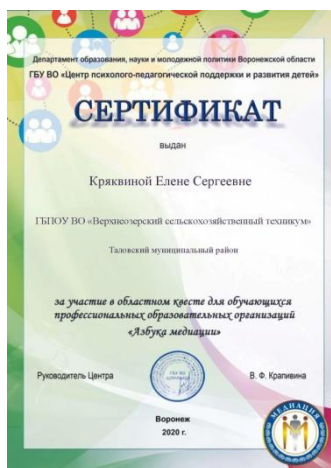 Департамент образования, науки и молодежной политики Воронежской области
ГБУ ВО «Центр психолого-педагогической поддержки и развития детей»
СЕРТИФИКАТ
выдан
Кряквиной Елене Сергеевне
ГБПОУ ВО «Верхнеозерский сельскохозяйственный техникум»
Таловский муниципальный район
за участие в областном квесте для обучающихся
профессиональных образовательных организаций
«Азбука медиации»
Руководитель Центра
В. Ф. Крапивина
Воронеж
2020 г.
МЕДИАЦИЯ